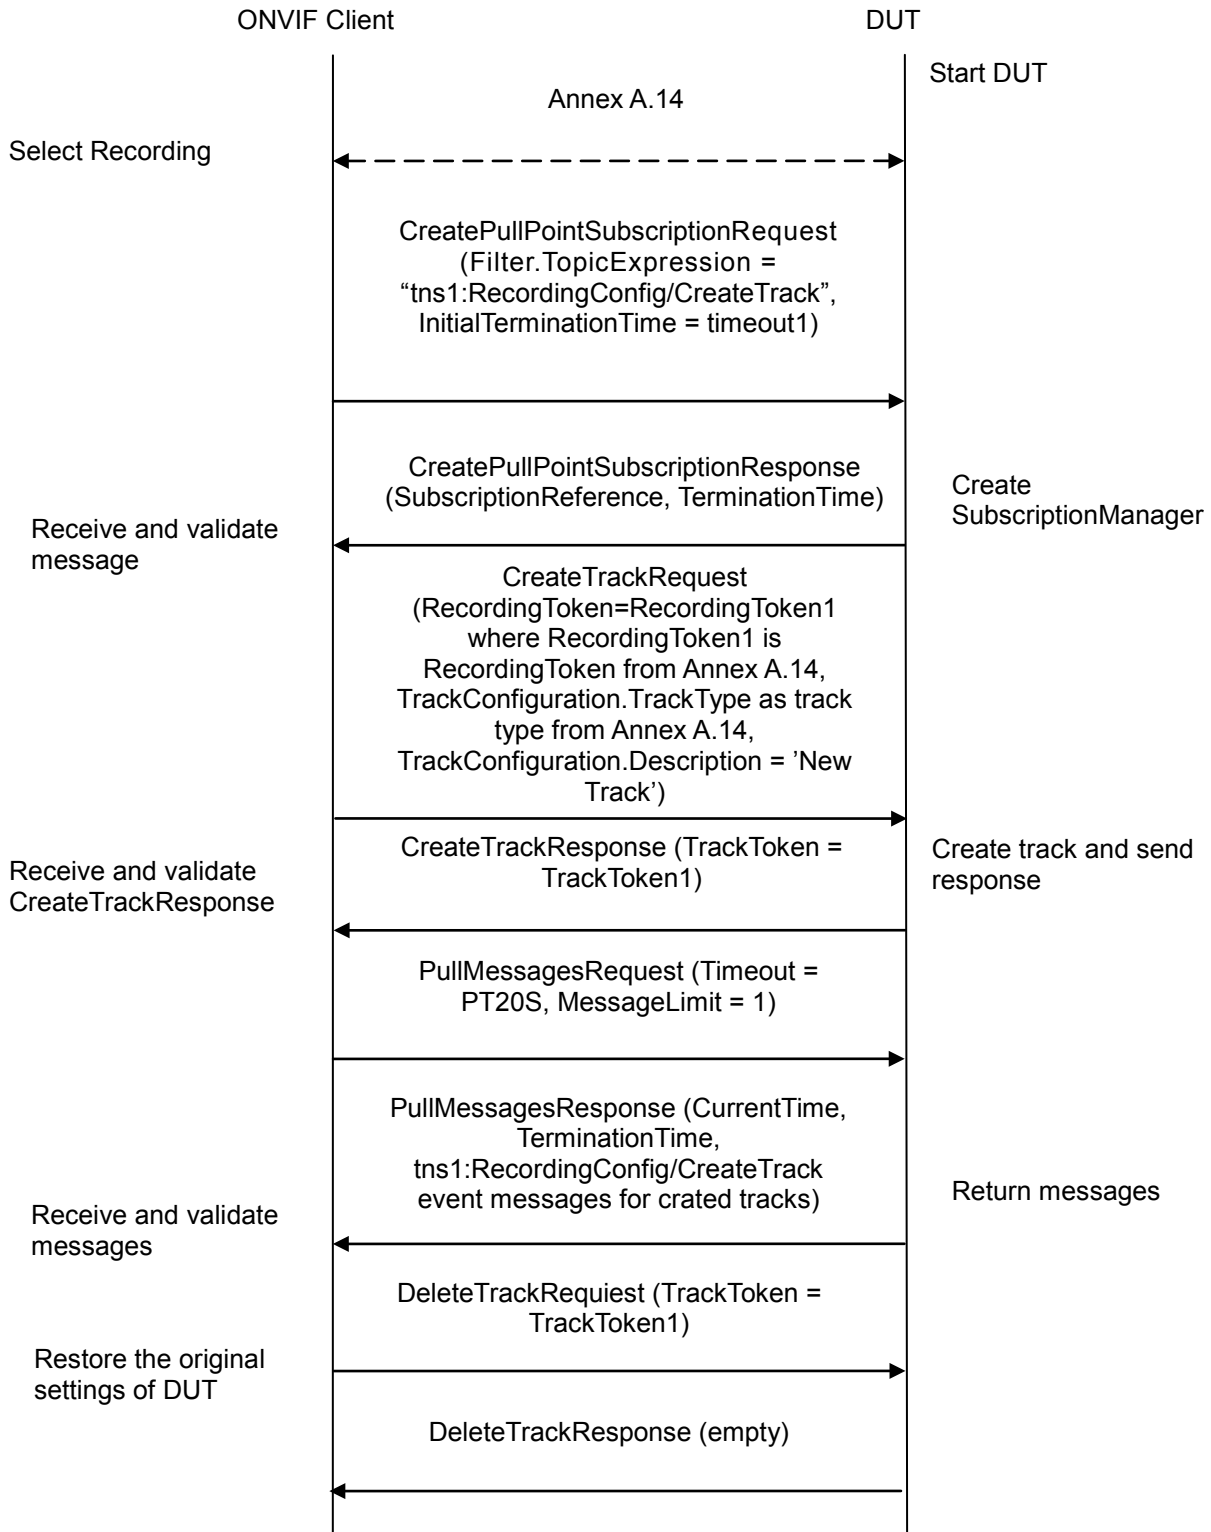 ONVIF Client
DUT
Start DUT
Annex A.14
Select Recording
CreatePullPointSubscriptionRequest
(Filter.TopicExpression =
“tns1:RecordingConfig/CreateTrack”,
InitialTerminationTime = timeout1)
CreatePullPointSubscriptionResponse
(SubscriptionReference, TerminationTime)
Create
SubscriptionManager
Receive and validate
message
CreateTrackRequest
(RecordingToken=RecordingToken1
where RecordingToken1 is
RecordingToken from Annex A.14,
TrackConfiguration.TrackType as track
type from Annex A.14,
TrackConfiguration.Description = ’New
Track’)
CreateTrackResponse (TrackToken =
TrackToken1)
Create track and send
response
Receive and validate
CreateTrackResponse
PullMessagesRequest (Timeout =
PT20S, MessageLimit = 1)
PullMessagesResponse (CurrentTime,
TerminationTime,
tns1:RecordingConfig/CreateTrack
event messages for crated tracks)
Return messages
Receive and validate
messages
DeleteTrackRequiest (TrackToken =
TrackToken1)
Restore the original
settings of DUT
DeleteTrackResponse (empty)